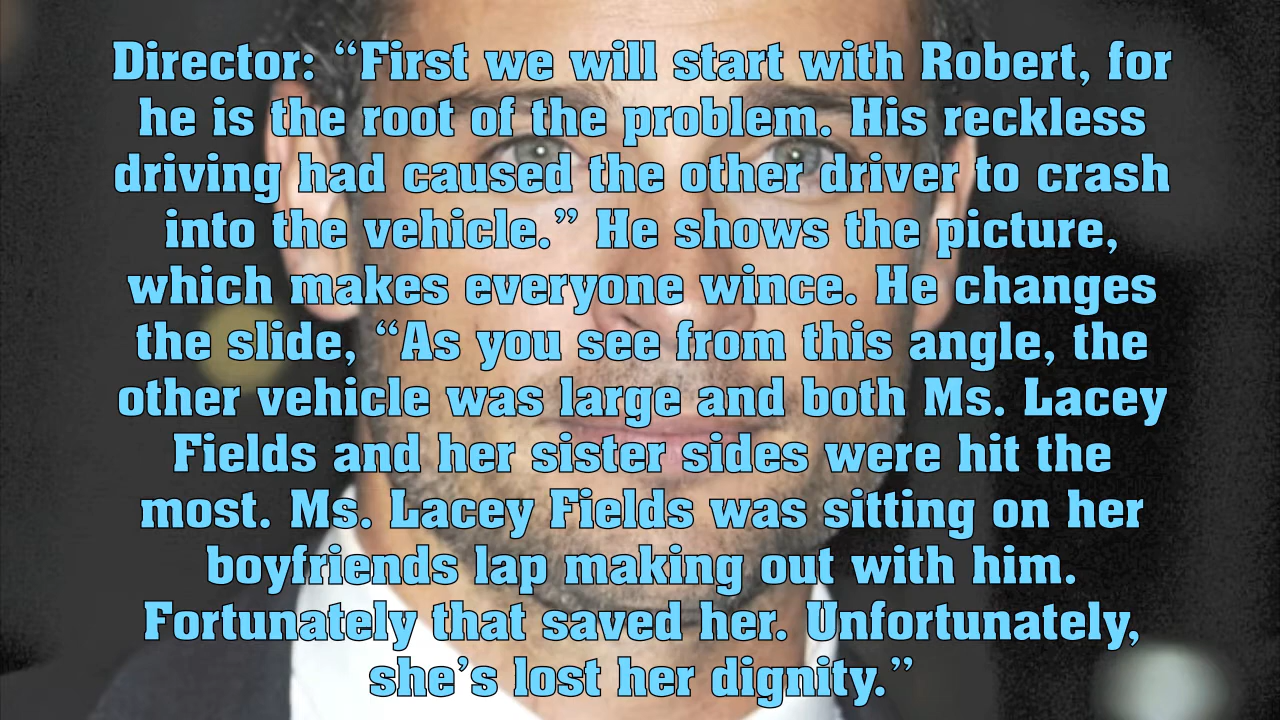 Director: “First we will start with Robert, for
he is the root of the problem. His reckless
driving had caused the other driver to crash
into the vehicle.” He shows the picture,
which makes everyone wince. He changes
the slide, “As you see from this angle, the
other vehicle was large and both Ms. Lacey
Fields and her sister sides were hit the
most. Ms. Lacey Fields was sitting on her
boyfriends lap making out with him.
Fortunately that saved her. Unfortunately,
she’s lost her dignity.”